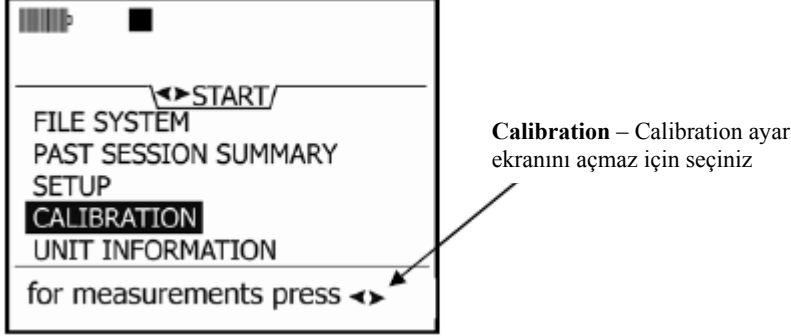 ◄►START
FILE SYSTEM
PAST SESSION SUMMARY
SETUP
CALIBRATION
UNIT INFORMATION
for measurements press ◄►
Calibration – Calibration ayar
ekranını açmaz için seçiniz